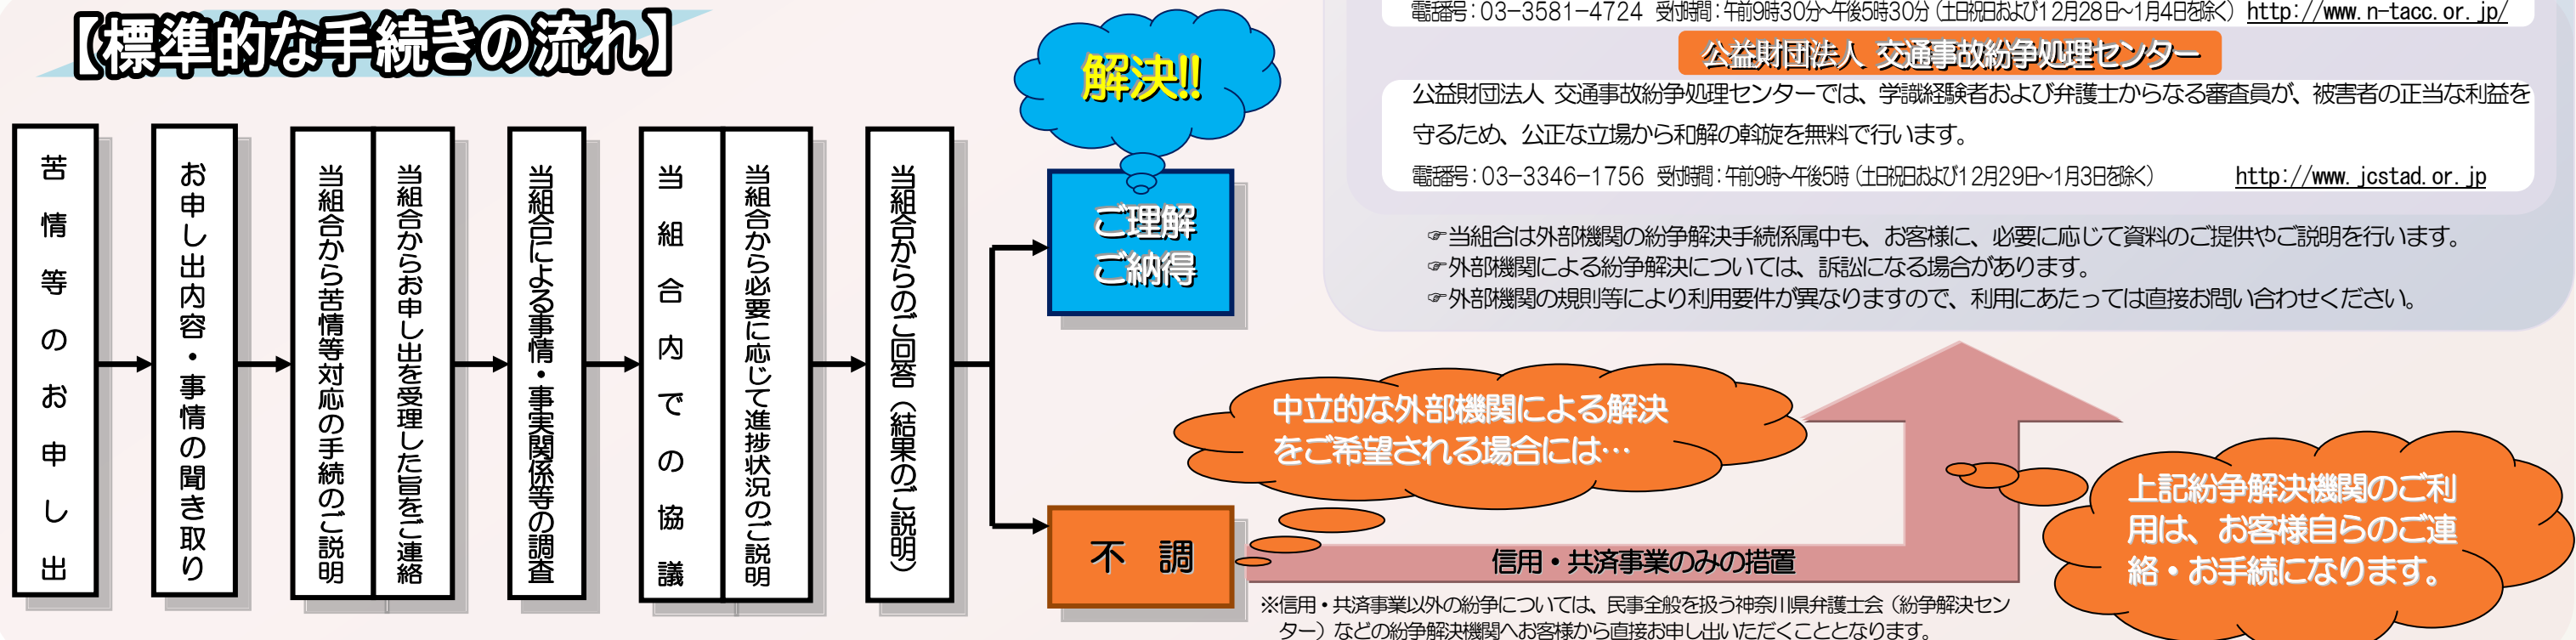 【標準的な手続きの流れ】
苦情等のお申し出
お申し出内容・事情の聞き取り
当組合からお申し出を受理した旨をご連絡
当組合から苦情等対応の手続のご説明
当組合による事情・事実関係等の調査
当組合内での協議
当組合から必要に応じて進捗状況のご説明
当組合からのご回答（結果のご説明）
解決!!
ご理解
ご納得
不　調
中立的な外部機関による解決
をご希望される場合には…
信用・共済事業のみの措置
※信用・共済事業以外の紛争については、民事全般を扱う神奈川県弁護士会（紛争解決セン
ター）などの紛争解決機関へお客様から直接お申し出いただくこととなります。
電話番号：03-3581-4724 受付時間：午前9時30分～午後5時30分（土日祝日および12月28日～1月4日を除く） http://www.n-tacc.or.jp/
公益財団法人 交通事故紛争処理センター
公益財団法人 交通事故紛争処理センターでは、学識経験者および弁護士からなる審査員が、被害者の正当な利益を
守るため、公正な立場から和解の斡旋を無料で行います。
電話番号：03-3346-1756 受付時間：午前9時～午後5時（土日祝日および12月29日～1月3日を除く） http://www.jcstad.or.jp
☞当組合は外部機関の紛争解決手続係属中も、お客様に、必要に応じて資料のご提供やご説明を行います。
☞外部機関による紛争解決については、訴訟になる場合があります。
☞外部機関の規則等により利用要件が異なりますので、利用にあたっては直接お問い合わせください。
上記紛争解決機関のご利
用は、お客様自らのご連
絡・お手続になります。